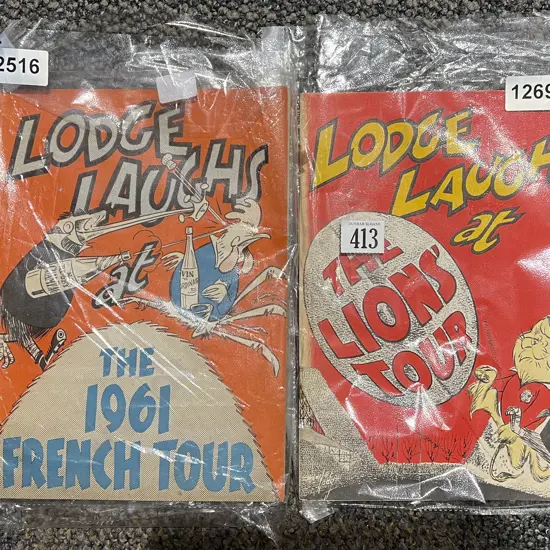 2516
LODGE
LAUGHS
at
VIN
THE
1961
FRENCH TOUR
1269
LODGE
LAUGH
at
413
THE
LIONS'
TOUR